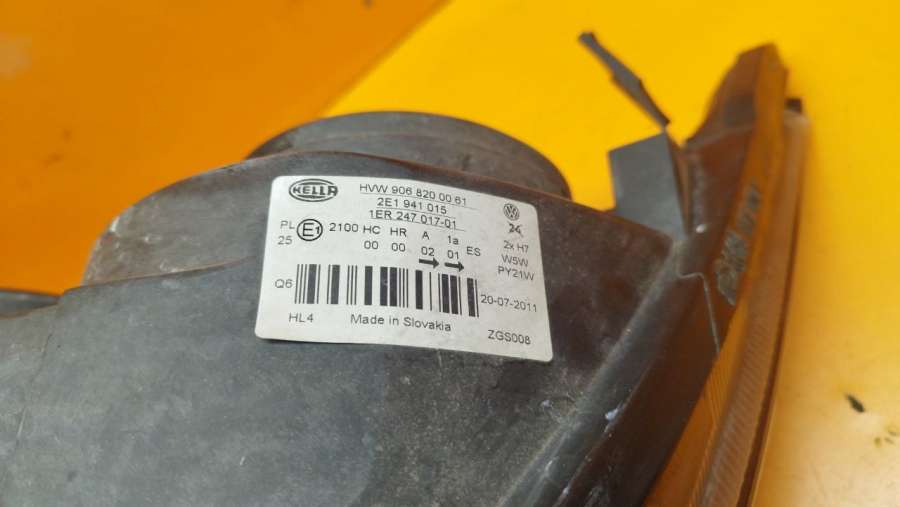 HELLA
HVW 906 820 00 61
2E1 941 015
1ER 247 017-01
PL
25
E1
2100 HC HR A 1a
00 00 02 01 ES
24
2x H7
W5W
PY21W
Q6
20-07-2011
HL4
Made in Slovakia
ZGS008